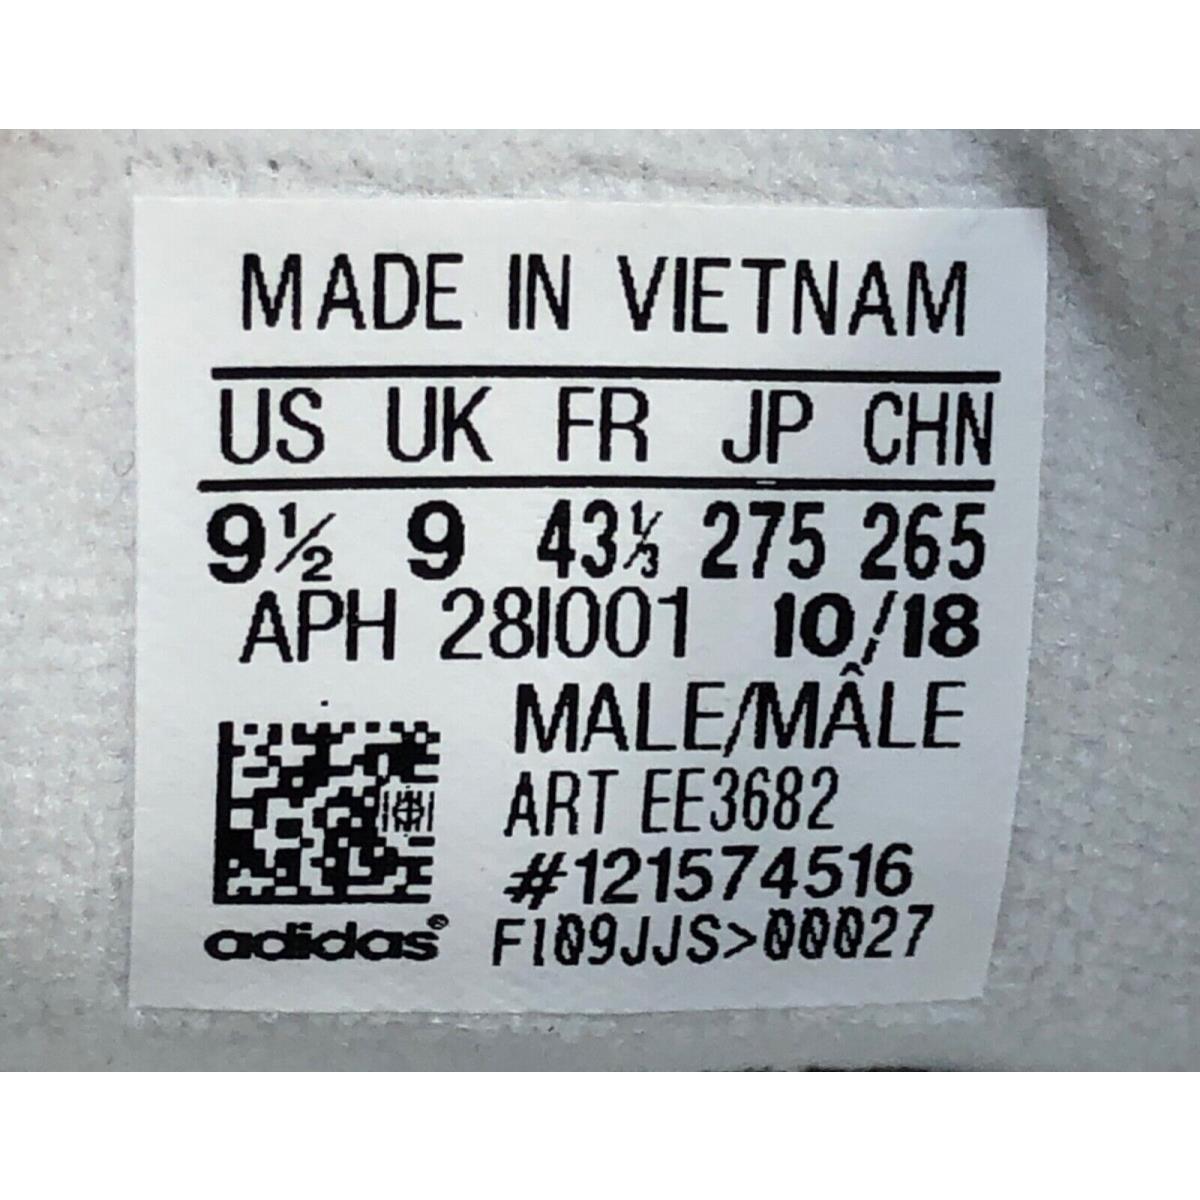 MADE IN VIETNAM
US UK FR JP CHN
9½ 9 43⅓ 275 265
APH 28I001 10/18
MALE/MÂLE
ART EE3682
#121574516
adidas® F109JJS>00027